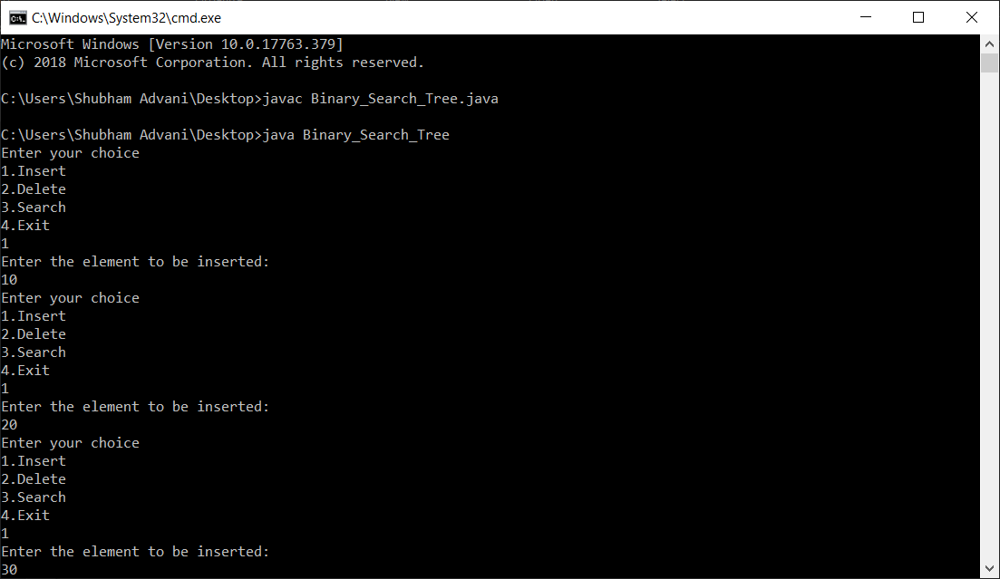 C:\Windows\System32\cmd.exe
Microsoft Windows [Version 10.0.17763.379]
(c) 2018 Microsoft Corporation. All rights reserved.
C:\Users\Shubham Advani\Desktop>javac Binary_Search_Tree.java
C:\Users\Shubham Advani\Desktop>java Binary_Search_Tree
Enter your choice
1.Insert
2.Delete
3.Search
4.Exit
1
Enter the element to be inserted:
10
Enter your choice
1.Insert
2.Delete
3.Search
4.Exit
1
Enter the element to be inserted:
20
Enter your choice
1.Insert
2.Delete
3.Search
4.Exit
1
Enter the element to be inserted:
30